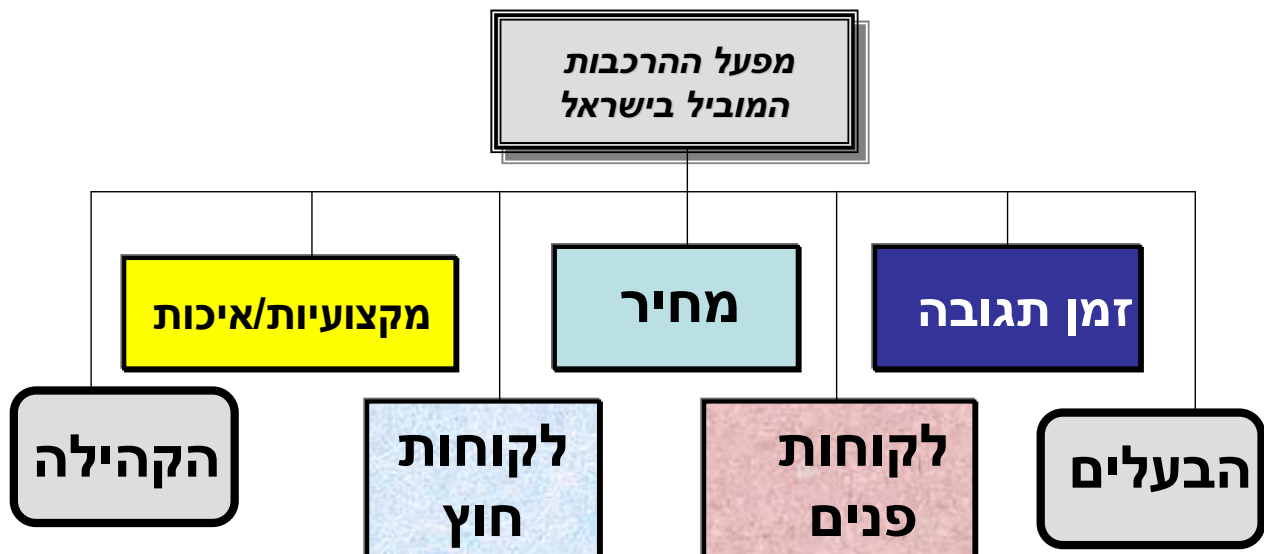 מפעל ההרכבות
המוביל בישראל
זמן תגובה
מחיר
מקצועיות/איכות
הבעלים
לקוחות
פנים
לקוחות
חוץ
הקהילה